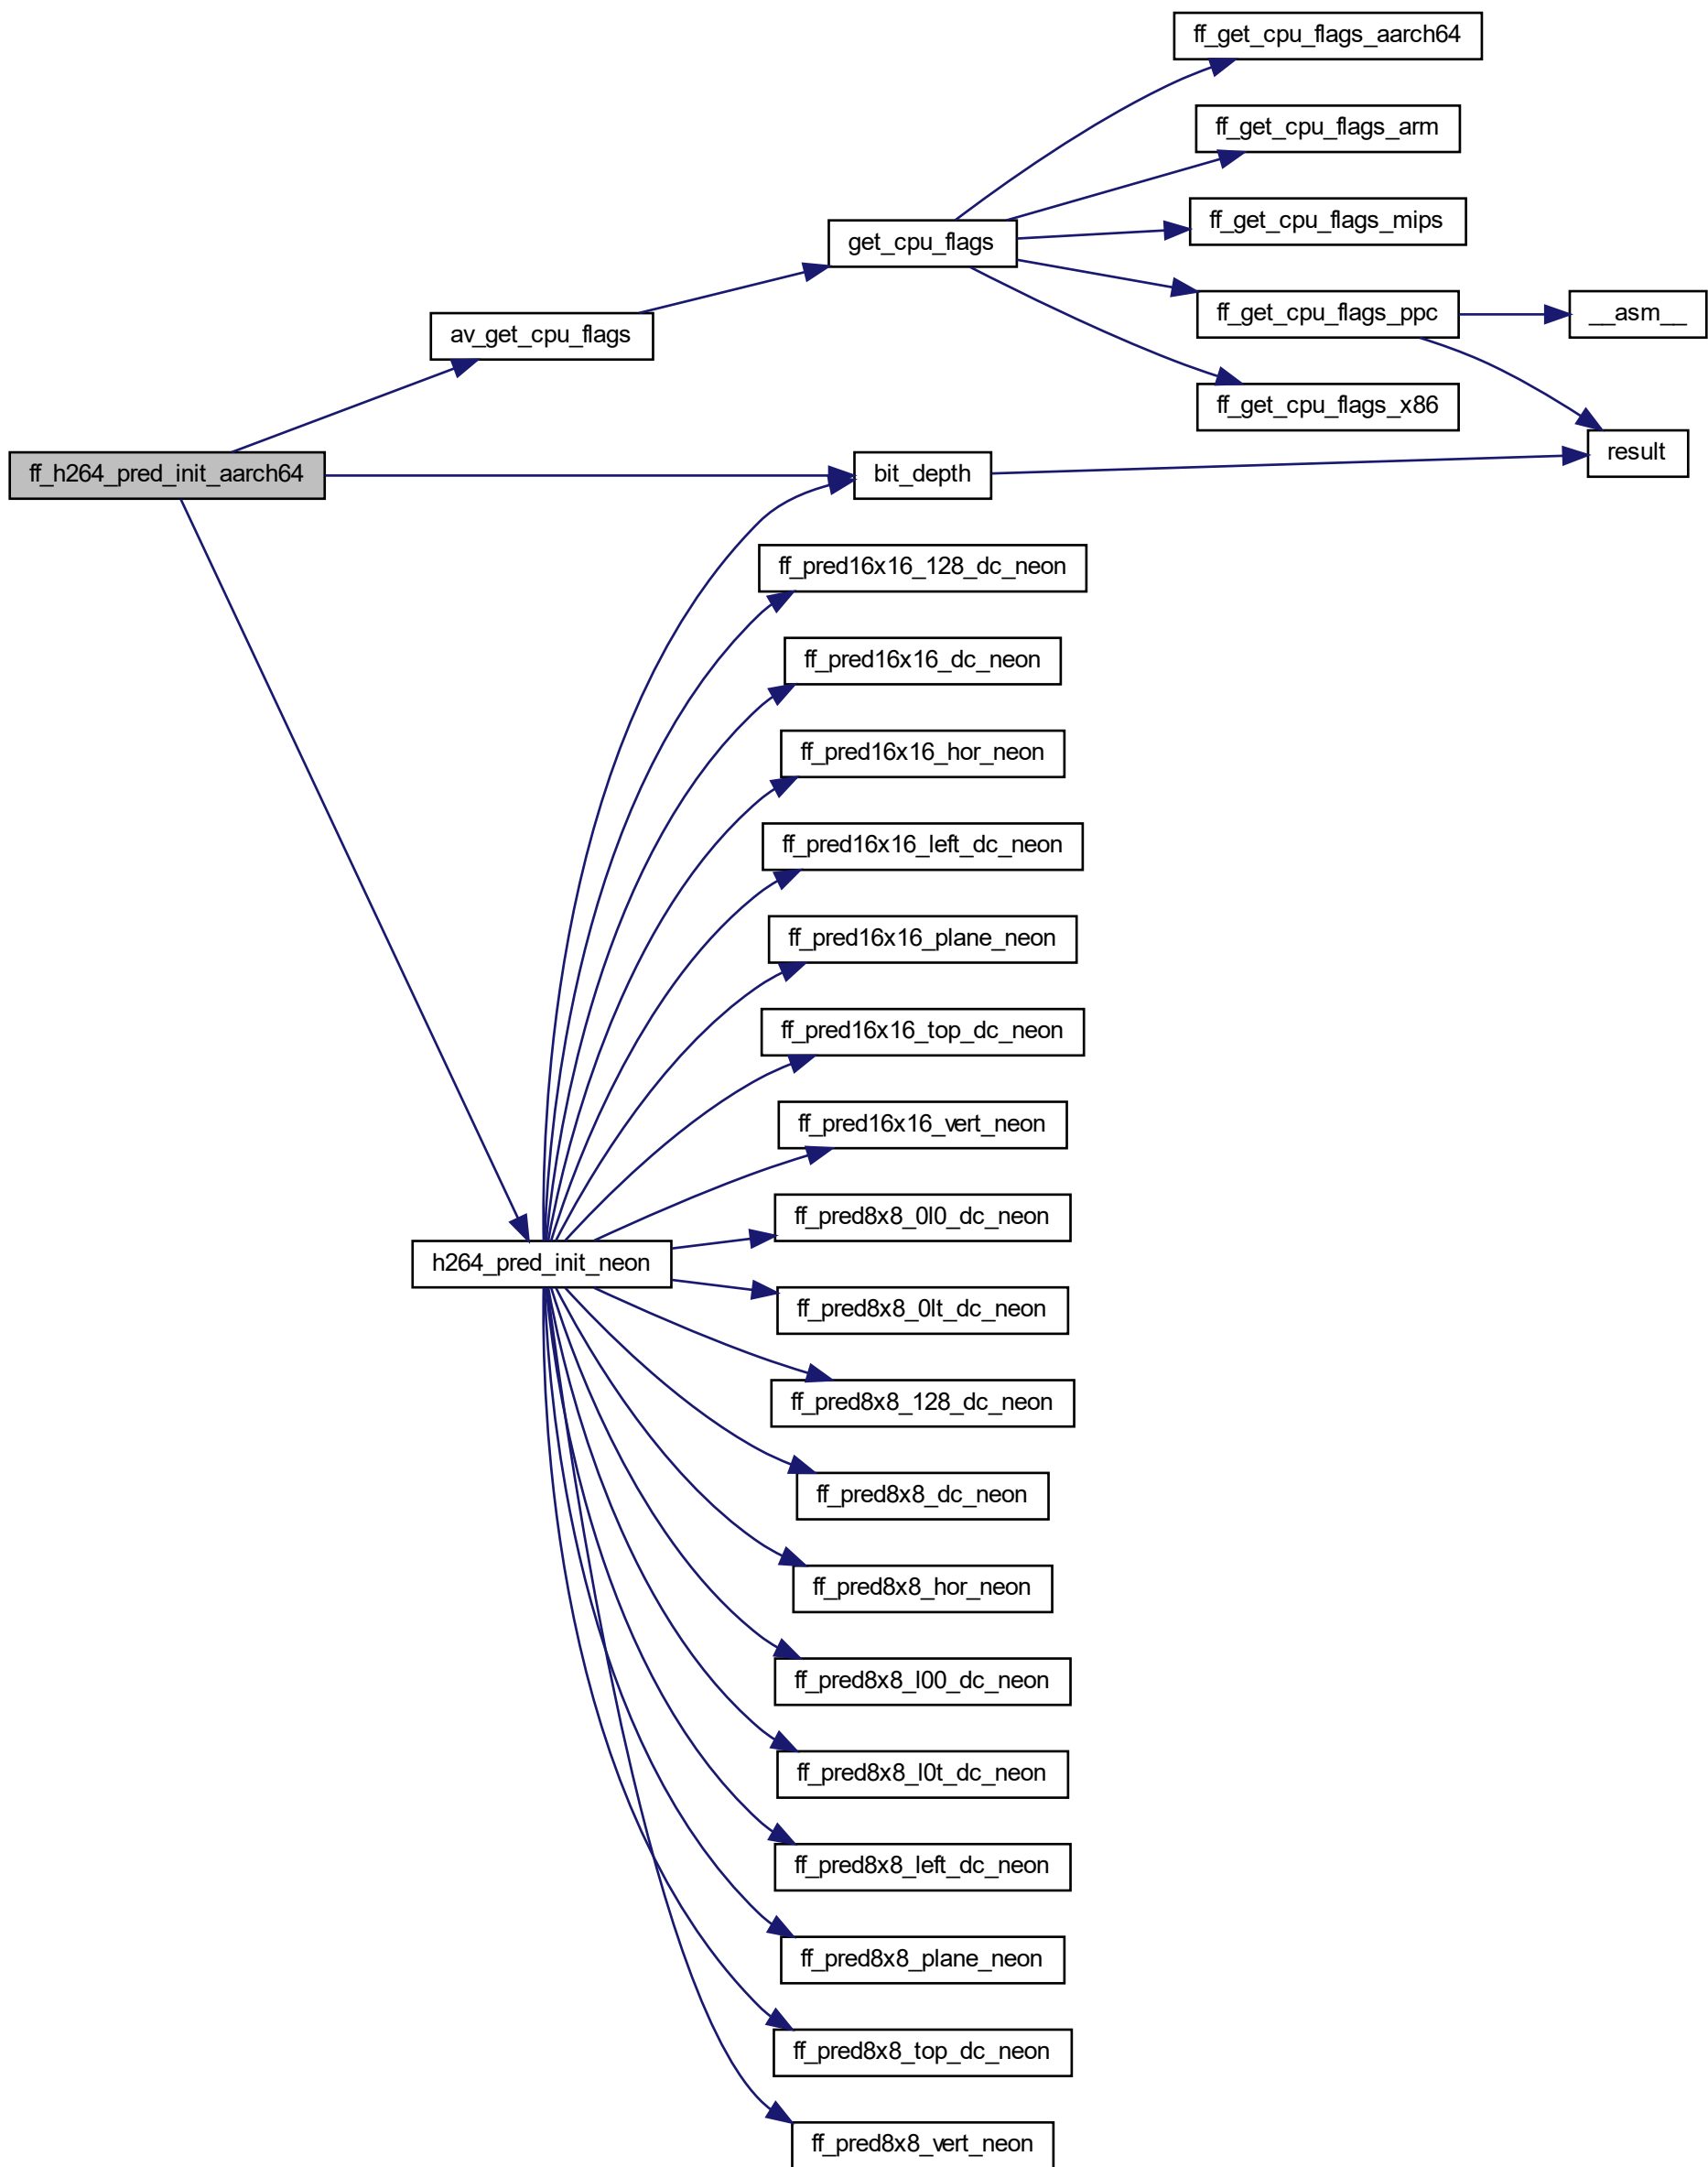 ff_get_cpu_flags_aarch64
ff_get_cpu_flags_arm
ff_get_cpu_flags_mips
get_cpu_flags
ff_get_cpu_flags_ppc
__asm__
av_get_cpu_flags
ff_get_cpu_flags_x86
result
ff_h264_pred_init_aarch64
bit_depth
ff_pred16x16_128_dc_neon
ff_pred16x16_dc_neon
ff_pred16x16_hor_neon
ff_pred16x16_left_dc_neon
ff_pred16x16_plane_neon
ff_pred16x16_top_dc_neon
ff_pred16x16_vert_neon
ff_pred8x8_0l0_dc_neon
h264_pred_init_neon
ff_pred8x8_0lt_dc_neon
ff_pred8x8_128_dc_neon
ff_pred8x8_dc_neon
ff_pred8x8_hor_neon
ff_pred8x8_l00_dc_neon
ff_pred8x8_l0t_dc_neon
ff_pred8x8_left_dc_neon
ff_pred8x8_plane_neon
ff_pred8x8_top_dc_neon
ff_pred8x8_vert_neon